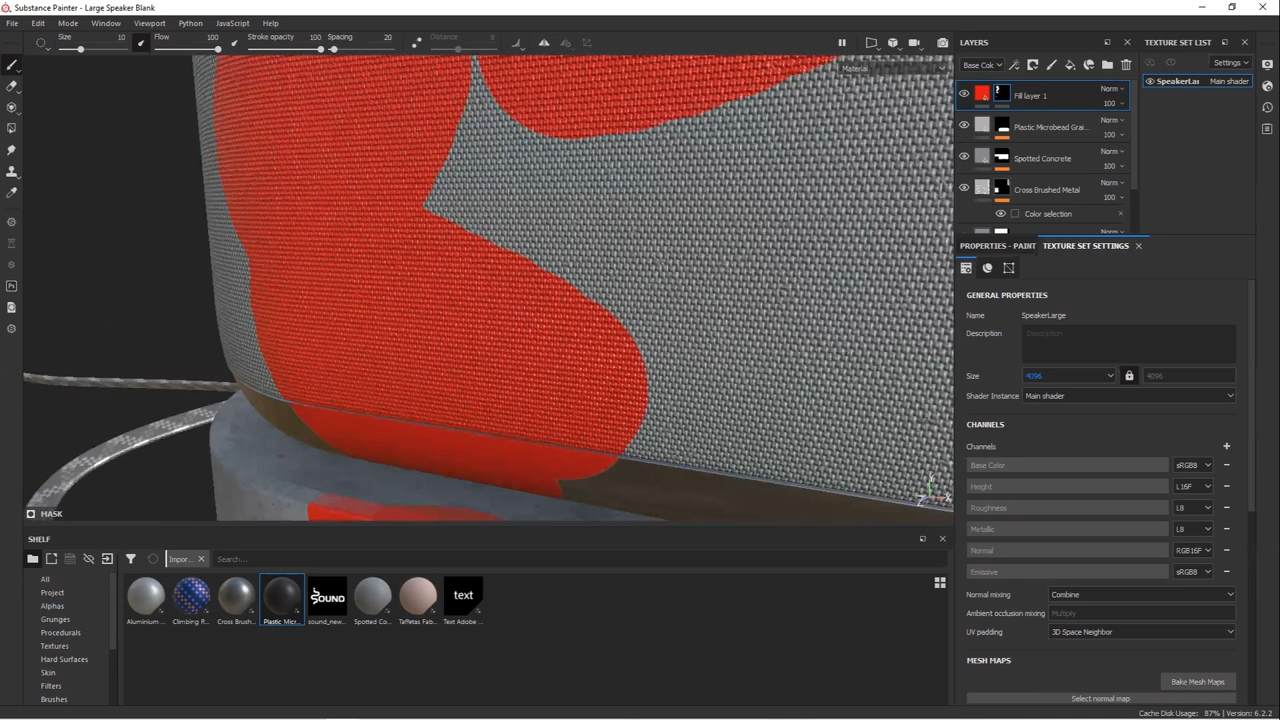 Substance Painter - Large Speaker Blank
File Edit Mode Window Viewport Python JavaScript Help
Size 10 Flow 100 Stroke opacity 100 Spacing 20 Distance 8
Material
MASK
LAYERS
Base Col
Fill layer 1 Norm 100
Plastic Microbead Grai... Norm 100
Spotted Concrete Norm 100
Cross Brushed Metal Norm 100
Color selection
Norm
TEXTURE SET LIST
Settings
SpeakerLar Main shader
PROPERTIES - PAINT TEXTURE SET SETTINGS
GENERAL PROPERTIES
Name SpeakerLarge
Description Description
Size 4096 4096
Shader Instance Main shader
CHANNELS
Channels
Base Color sRGB8
Height L16F
Roughness L8
Metallic L8
Normal RGB16F
Emissive sRGB8
Normal mixing Combine
Ambient occlusion mixing Multiply
UV padding 3D Space Neighbor
MESH MAPS
Bake Mesh Maps
Select normal map
SHELF
Impor...
Search...
All
Project
Alphas
Grunges
Procedurals
Textures
Hard Surfaces
Skin
Filters
Brushes
SOUND
text
Aluminium ... Climbing R... Cross Brush... Plastic Micr... sound_new... Spotted Co... Taffetas Fab... Text Adobe ...
Cache Disk Usage: 87% | Version: 6.2.2